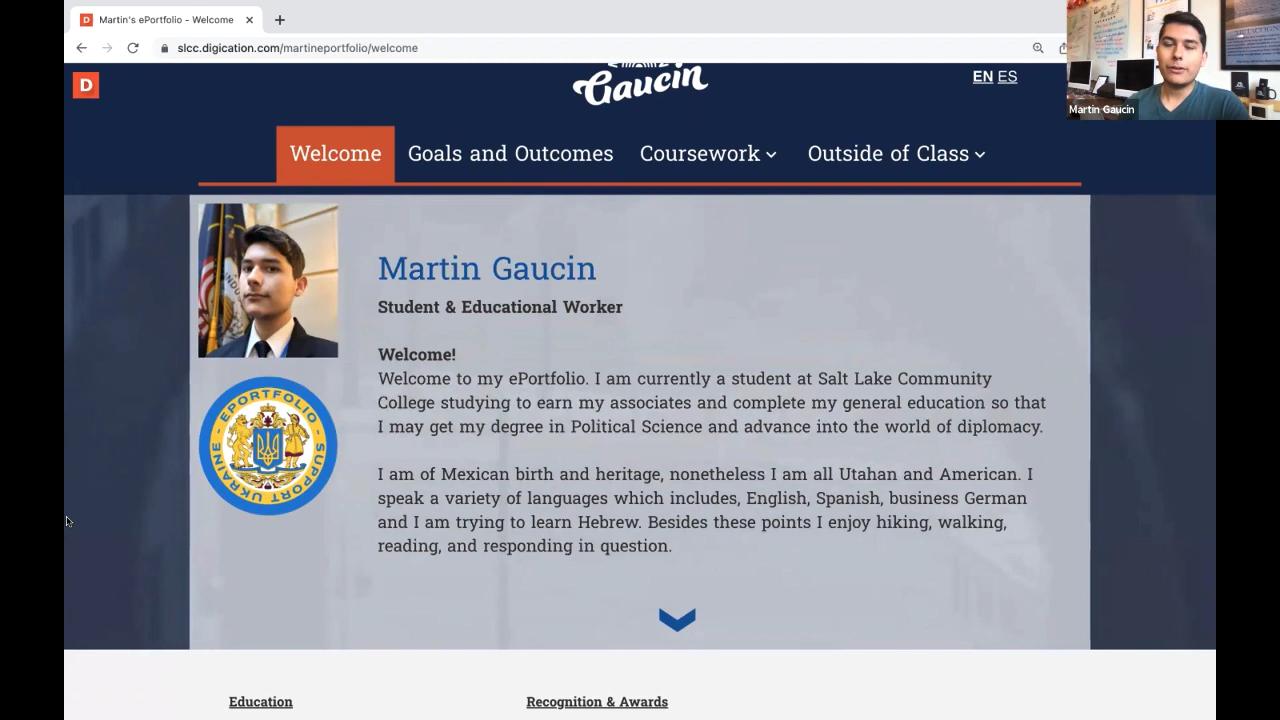 Martin's ePortfolio - Welcome
slcc.digication.com/martineportfolio/welcome
D
Gaucin
EN ES
Martin Gaucin
Welcome
Goals and Outcomes
Coursework
Outside of Class
Martin Gaucin
Student & Educational Worker
Welcome!
Welcome to my ePortfolio. I am currently a student at Salt Lake Community
College studying to earn my associates and complete my general education so that
I may get my degree in Political Science and advance into the world of diplomacy.
I am of Mexican birth and heritage, nonetheless I am all Utahan and American. I
speak a variety of languages which includes, English, Spanish, business German
and I am trying to learn Hebrew. Besides these points I enjoy hiking, walking,
reading, and responding in question.
EPORTFOLIO - SUPPORT UKRAINE -
Education
Recognition & Awards